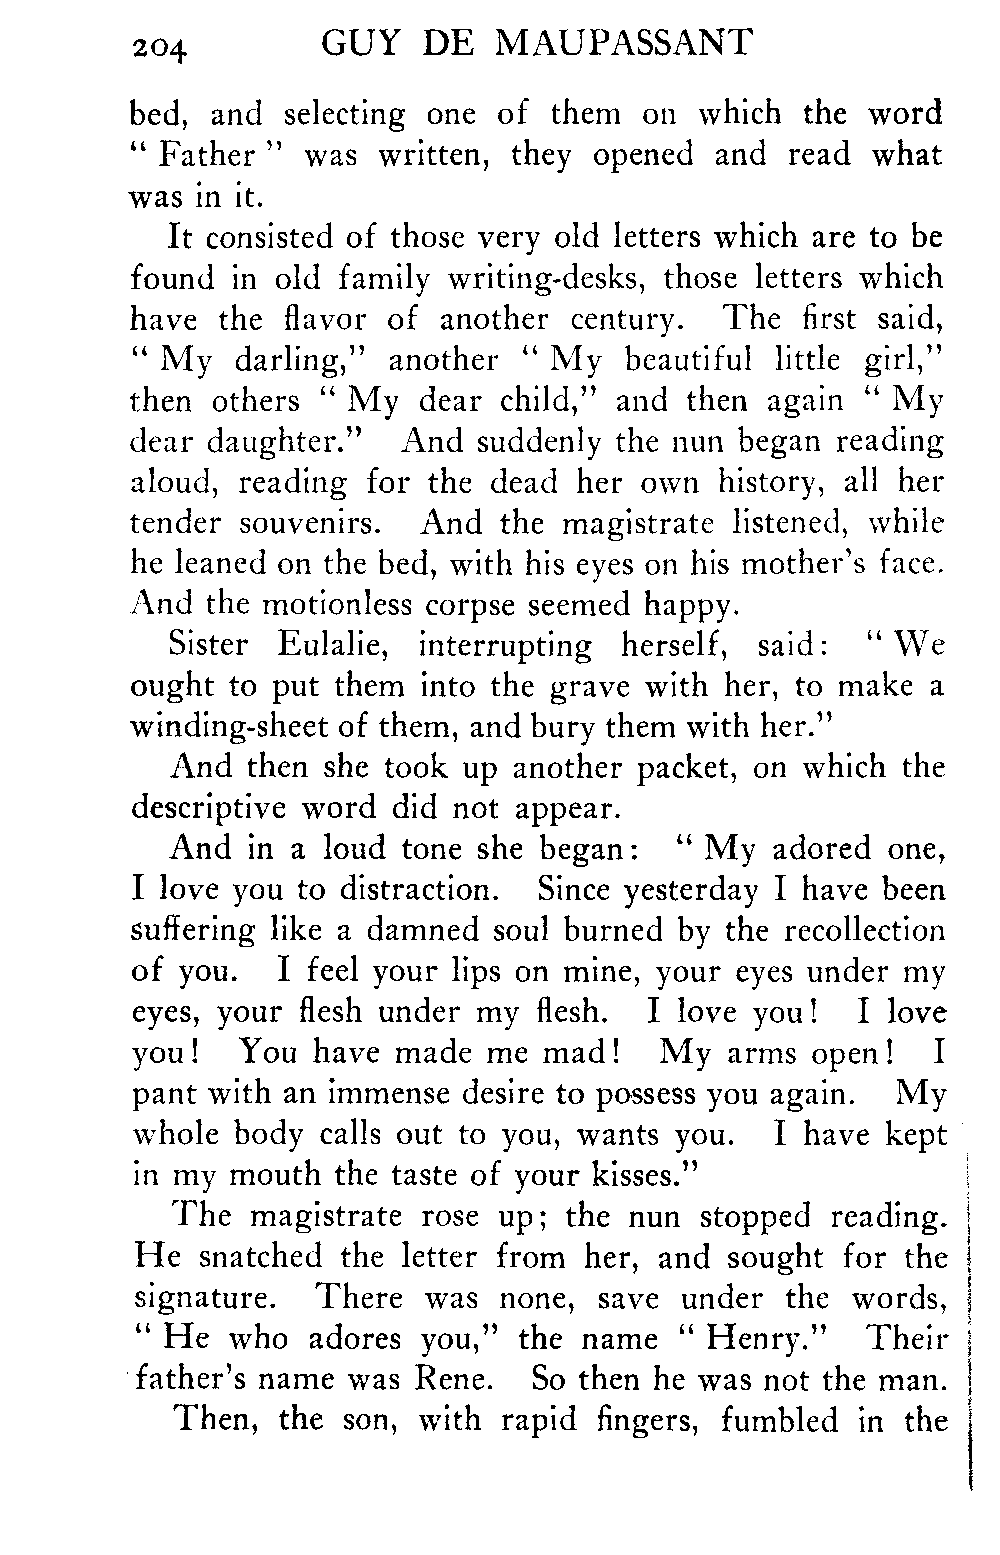 204 GUY DE MAUPASSANT
bed, and selecting one of them on which the word
" Father " was written, they opened and read what
was in it.
It consisted of those very old letters which are to be
found in old family writing-desks, those letters which
have the flavor of another century. The first said,
" My darling," another " My beautiful little girl,"
then others " My dear child," and then again " My
dear daughter." And suddenly the nun began reading
aloud, reading for the dead her own history, all her
tender souvenirs. And the magistrate listened, while
he leaned on the bed, with his eyes on his mother's face.
And the motionless corpse seemed happy.
Sister Eulalie, interrupting herself, said: " We
ought to put them into the grave with her, to make a
winding-sheet of them, and bury them with her."
And then she took up another packet, on which the
descriptive word did not appear.
And in a loud tone she began: " My adored one,
I love you to distraction. Since yesterday I have been
suffering like a damned soul burned by the recollection
of you. I feel your lips on mine, your eyes under my
eyes, your flesh under my flesh. I love you! I love
you! You have made me mad! My arms open! I
pant with an immense desire to possess you again. My
whole body calls out to you, wants you. I have kept
in my mouth the taste of your kisses."
The magistrate rose up; the nun stopped reading.
He snatched the letter from her, and sought for the
signature. There was none, save under the words,
" He who adores you," the name " Henry." Their
father's name was Rene. So then he was not the man.
Then, the son, with rapid fingers, fumbled in the